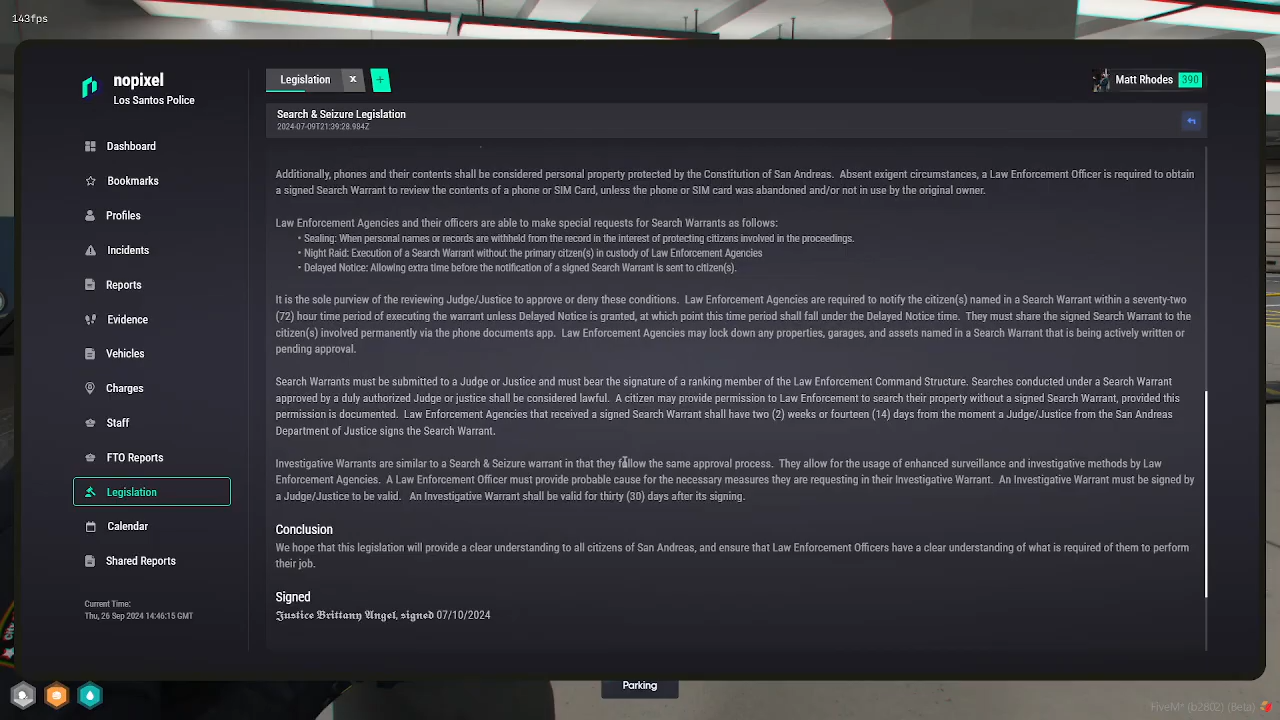 143fps
nopixel
Los Santos Police
Legislation x +
Matt Rhodes 390
Search & Seizure Legislation
2024-07-09T21:39:28.984Z
Dashboard
Bookmarks
Profiles
Incidents
Reports
Evidence
Vehicles
Charges
Staff
FTO Reports
Legislation
Calendar
Shared Reports
Current Time:
Thu, 26 Sep 2024 14:46:15 GMT
Additionally, phones and their contents shall be considered personal property protected by the Constitution of San Andreas. Absent exigent circumstances, a Law Enforcement Officer is required to obtain
a signed Search Warrant to review the contents of a phone or SIM Card, unless the phone or SIM card was abandoned and/or not in use by the original owner.
Law Enforcement Agencies and their officers are able to make special requests for Search Warrants as follows:
• Sealing: When personal names or records are withheld from the record in the interest of protecting citizens involved in the proceedings.
• Night Raid: Execution of a Search Warrant without the primary citzen(s) in custody of Law Enforcement Agencies
• Delayed Notice: Allowing extra time before the notification of a signed Search Warrant is sent to citizen(s).
It is the sole purview of the reviewing Judge/Justice to approve or deny these conditions. Law Enforcement Agencies are required to notify the citizen(s) named in a Search Warrant within a seventy-two
(72) hour time period of executing the warrant unless Delayed Notice is granted, at which point this time period shall fall under the Delayed Notice time. They must share the signed Search Warrant to the
citizen(s) involved permanently via the phone documents app. Law Enforcement Agencies may lock down any properties, garages, and assets named in a Search Warrant that is being actively written or
pending approval.
Search Warrants must be submitted to a Judge or Justice and must bear the signature of a ranking member of the Law Enforcement Command Structure. Searches conducted under a Search Warrant
approved by a duly authorized Judge or justice shall be considered lawful. A citizen may provide permission to Law Enforcement to search their property without a signed Search Warrant, provided this
permission is documented. Law Enforcement Agencies that received a signed Search Warrant shall have two (2) weeks or fourteen (14) days from the moment a Judge/Justice from the San Andreas
Department of Justice signs the Search Warrant.
Investigative Warrants are similar to a Search & Seizure warrant in that they follow the same approval process. They allow for the usage of enhanced surveillance and investigative methods by Law
Enforcement Agencies. A Law Enforcement Officer must provide probable cause for the necessary measures they are requesting in their Investigative Warrant. An Investigative Warrant must be signed by
a Judge/Justice to be valid. An Investigative Warrant shall be valid for thirty (30) days after its signing.
Conclusion
We hope that this legislation will provide a clear understanding to all citizens of San Andreas, and ensure that Law Enforcement Officers have a clear understanding of what is required of them to perform
their job.
Signed
Justice Brittany Angel, signed 07/10/2024
Parking
FiveM* (b2802) (Beta)